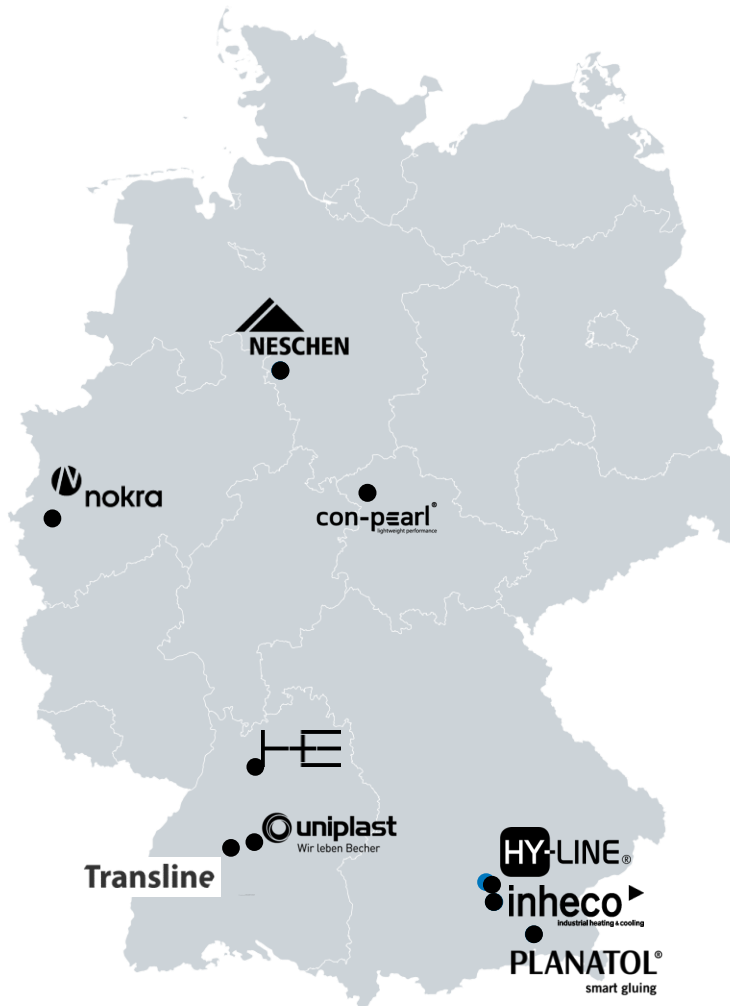 NESCHEN
nokra
con-pearl®
lightweight performance
HE
uniplast
Wir leben Becher
Transline
HY-LINE®
inheco
industrial heating & cooling
PLANATOL®
smart gluing